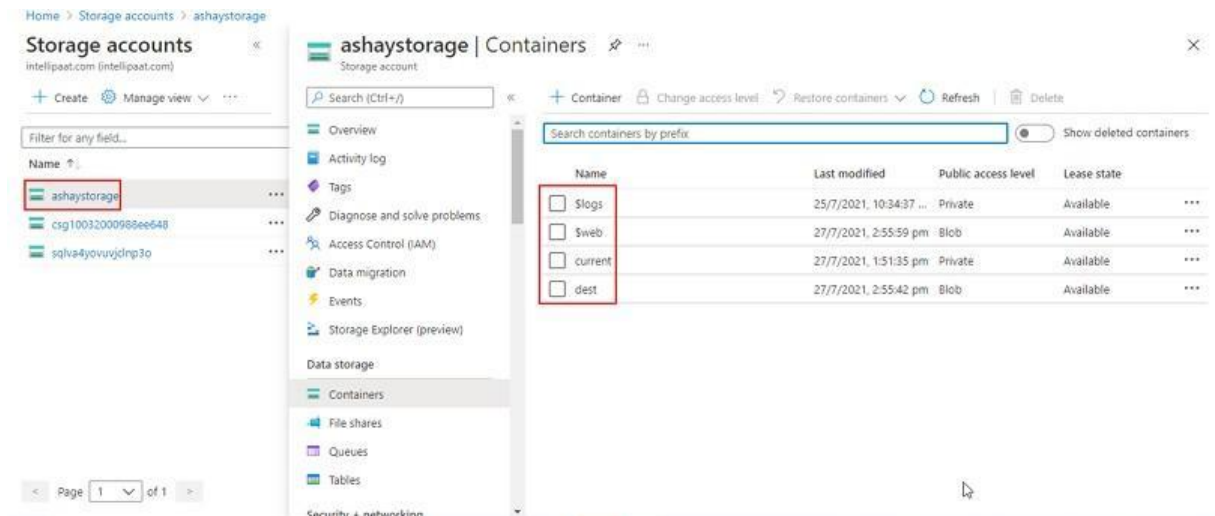 Home > Storage accounts > ashaystorage
Storage accounts «
intellipaat.com (intellipaat.com)
+ Create Manage view ···
Filter for any field...
Name ↑
ashaystorage ···
csg10032000988ee648 ···
sqlva4yovuvjclnp3o ···
< Page 1 of 1 >
ashaystorage | Containers ···
Storage account
Search (Ctrl+/) «
Overview
Activity log
Tags
Diagnose and solve problems
Access Control (IAM)
Data migration
Events
Storage Explorer (preview)
Data storage
Containers
File shares
Queues
Tables
Security + networking
+ Container Change access level Restore containers Refresh | Delete
Search containers by prefix Show deleted containers
Name Last modified Public access level Lease state
$logs 25/7/2021, 10:34:37 ... Private Available ···
$web 27/7/2021, 2:55:59 pm Blob Available ···
current 27/7/2021, 1:51:35 pm Private Available ···
dest 27/7/2021, 2:55:42 pm Blob Available ···